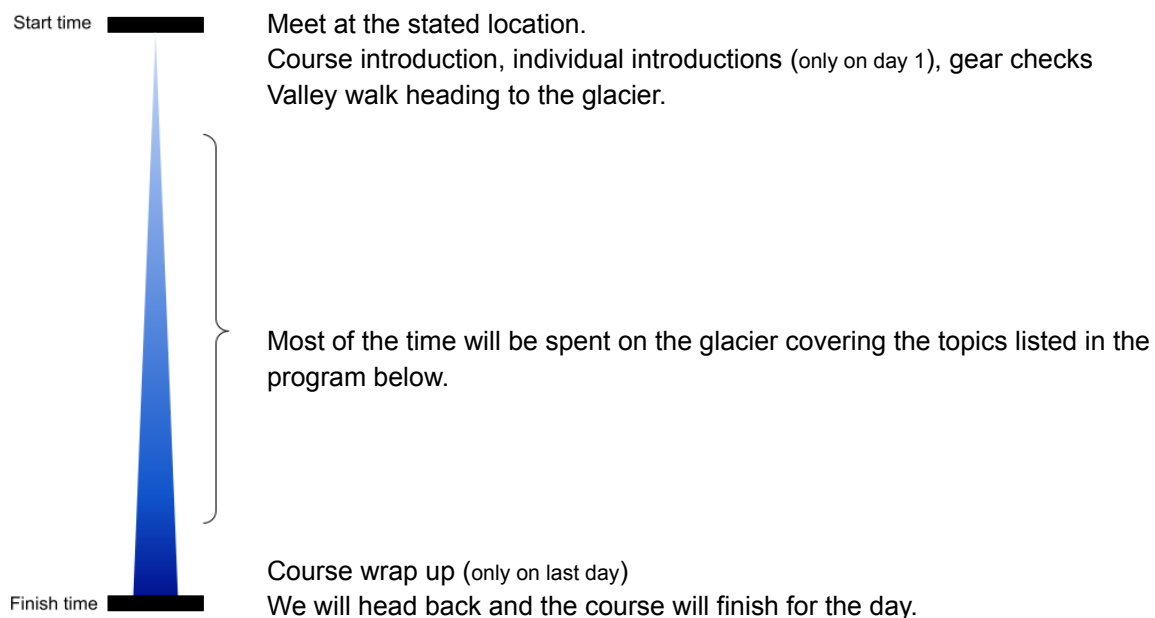 Start time
Meet at the stated location.
Course introduction, individual introductions (only on day 1), gear checks
Valley walk heading to the glacier.
Most of the time will be spent on the glacier covering the topics listed in the
program below.
Course wrap up (only on last day)
Finish time
We will head back and the course will finish for the day.